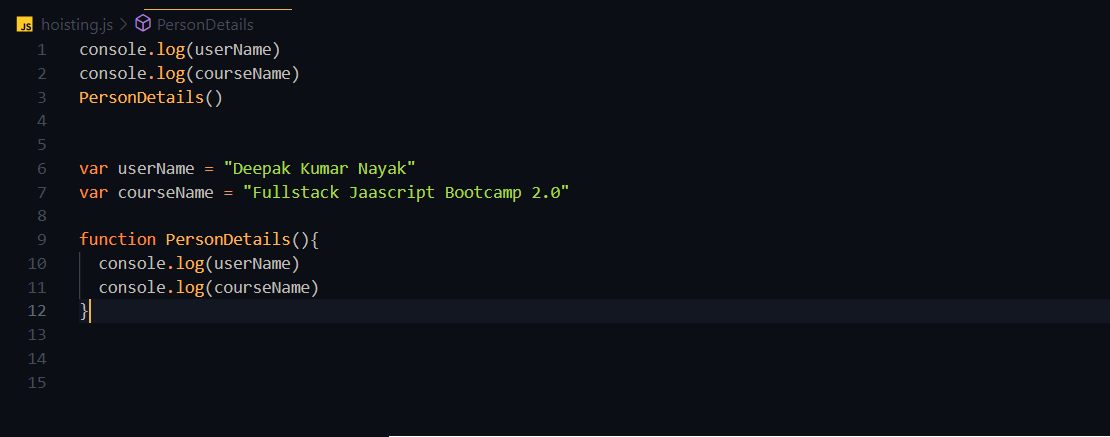 JS hoisting.js > PersonDetails
1 console.log(userName)
2 console.log(courseName)
3 PersonDetails()
4
5
6 var userName = "Deepak Kumar Nayak"
7 var courseName = "Fullstack Jaascript Bootcamp 2.0"
8
9 function PersonDetails(){
10 console.log(userName)
11 console.log(courseName)
12 }
13
14
15